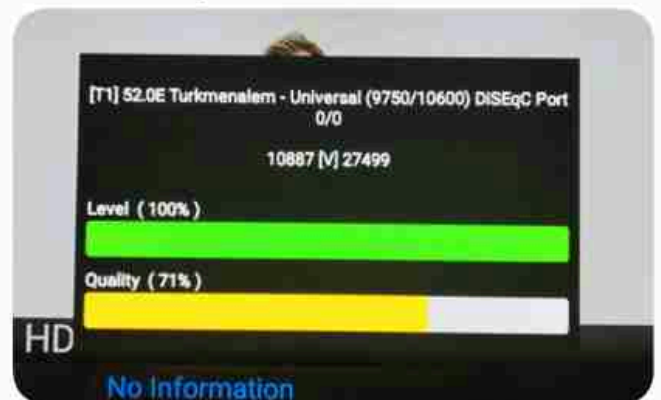 [T1] 52.0E Turkmenalem - Universal (9750/10600) DiSEqC Port
0/0
10887 [V] 27499
Level (100%)
Quality (71%)
HD
No Information